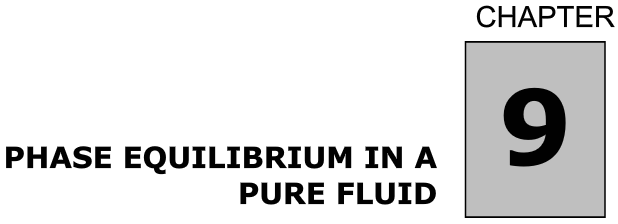 CHAPTER
9
PHASE EQUILIBRIUM IN A
PURE FLUID